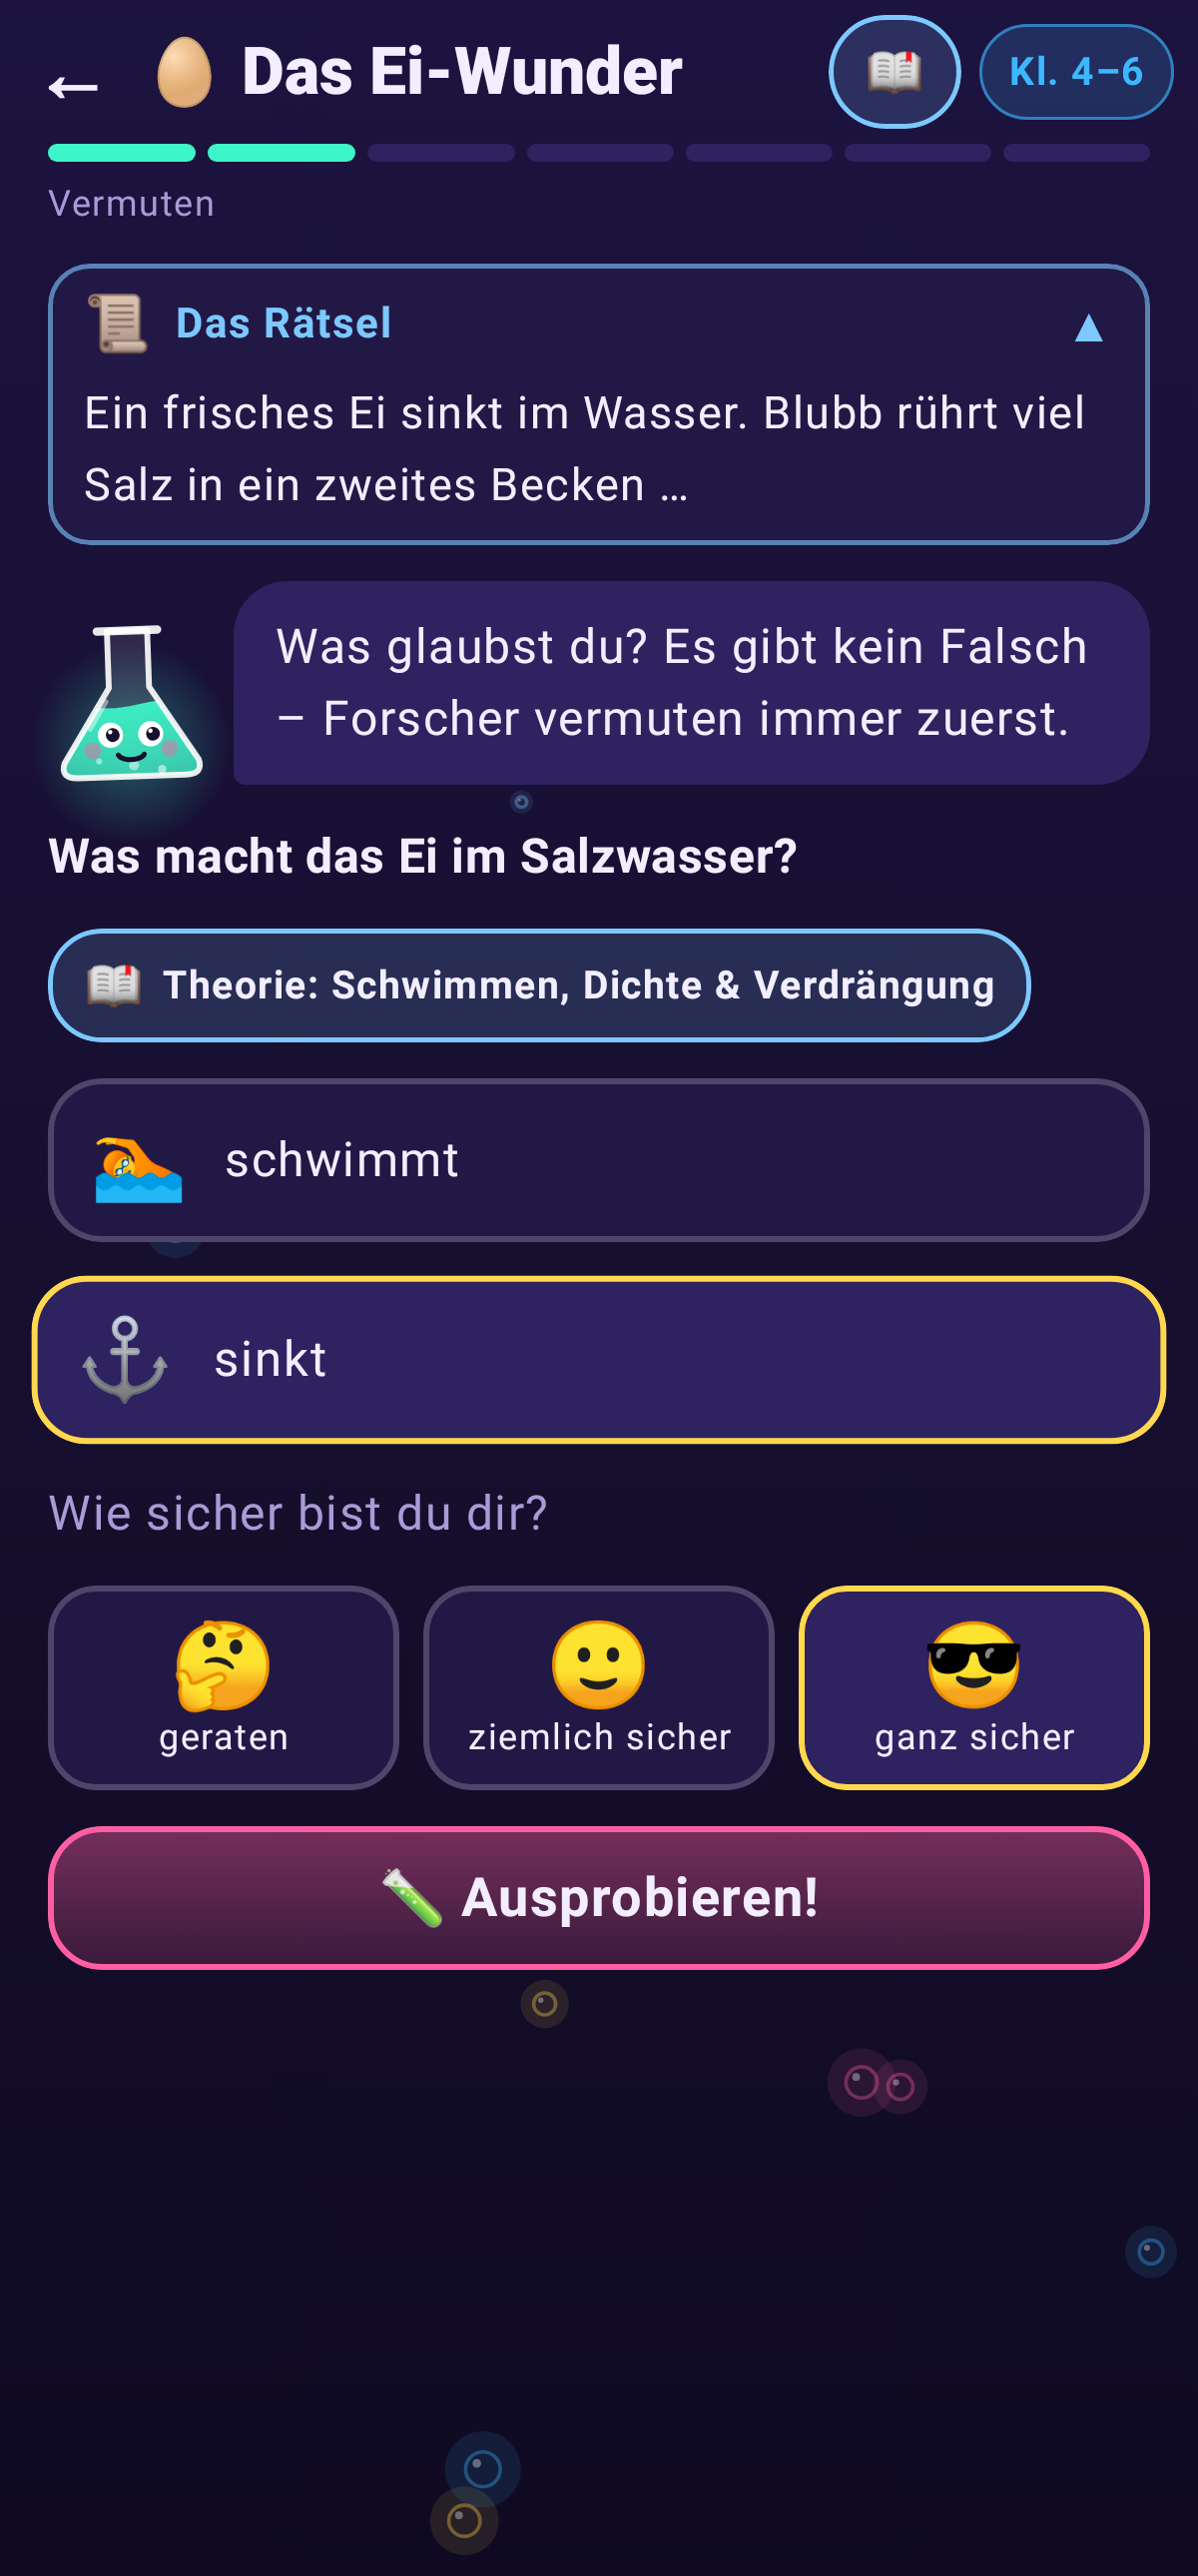 ← Das Ei-Wunder Kl. 4–6
Vermuten
Das Rätsel ▲
Ein frisches Ei sinkt im Wasser. Blubb rührt viel
Salz in ein zweites Becken …
Was glaubst du? Es gibt kein Falsch
– Forscher vermuten immer zuerst.
Was macht das Ei im Salzwasser?
Theorie: Schwimmen, Dichte & Verdrängung
schwimmt
sinkt
Wie sicher bist du dir?
geraten
ziemlich sicher
ganz sicher
Ausprobieren!